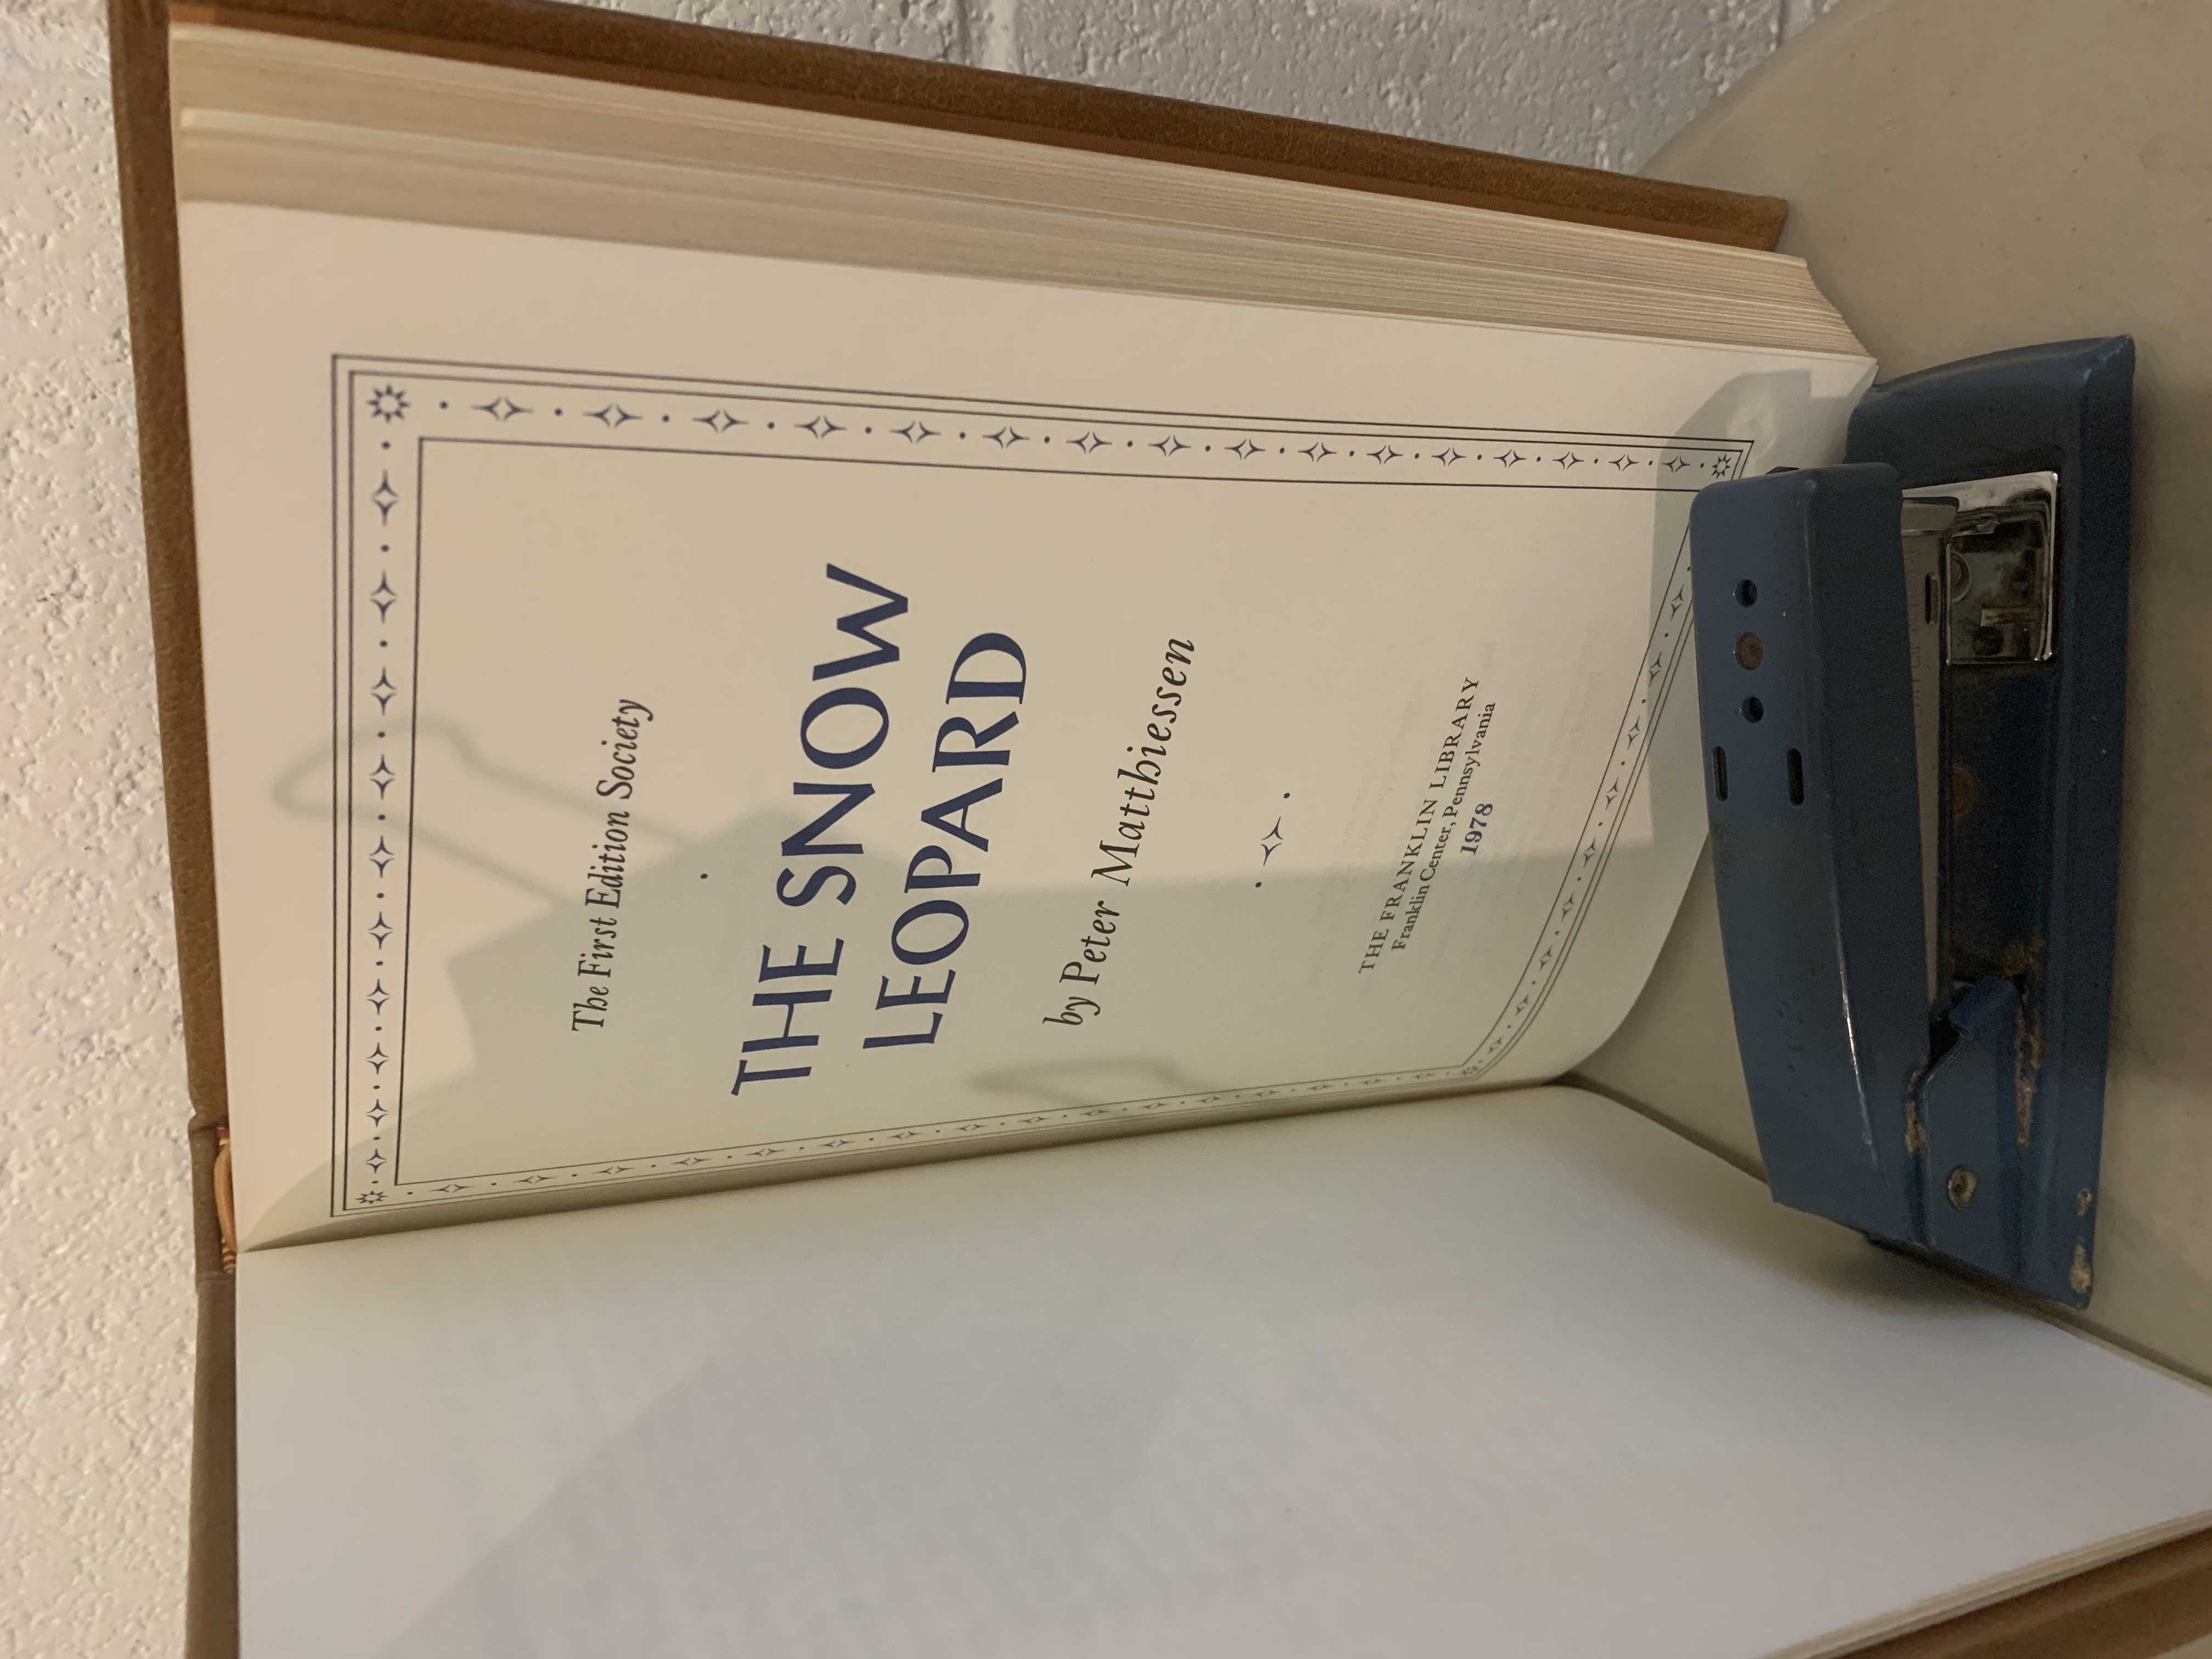 The First Edition Society
THE SNOW
LEOPARD
by Peter Matthiessen
THE FRANKLIN LIBRARY
Franklin Center, Pennsylvania
1978